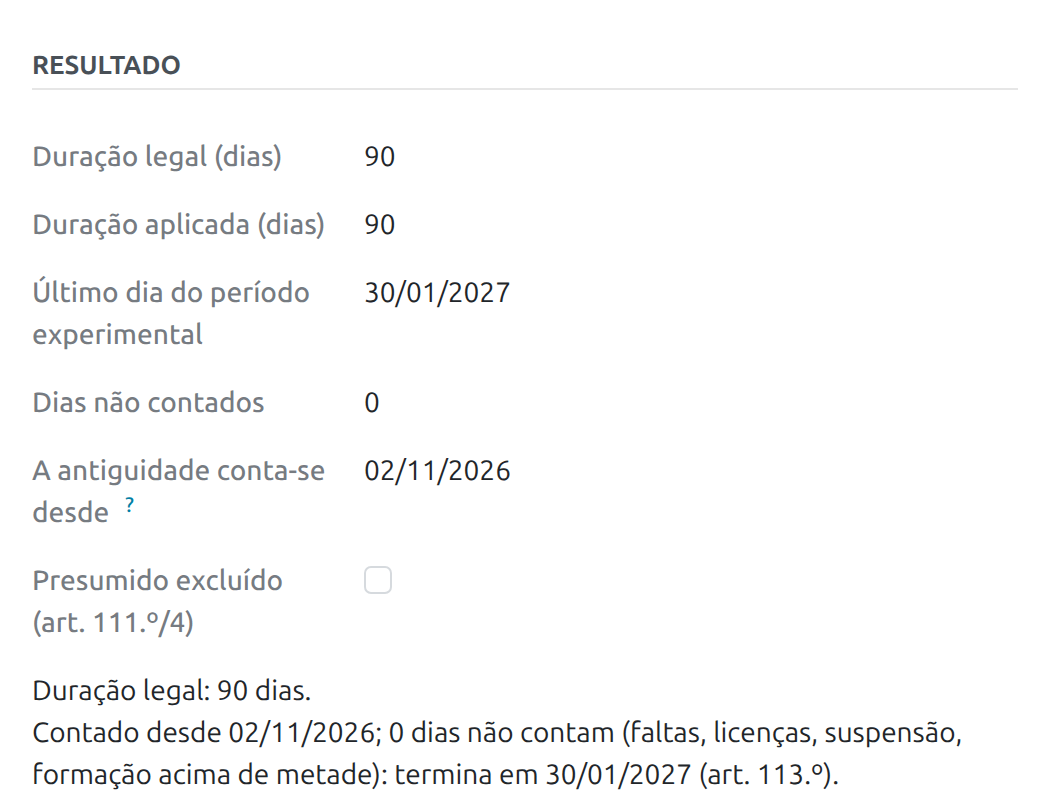 RESULTADO
Duração legal (dias) 90
Duração aplicada (dias) 90
Último dia do período experimental 30/01/2027
Dias não contados 0
A antiguidade conta-se desde ? 02/11/2026
Presumido excluído (art. 111.º/4)
Duração legal: 90 dias.
Contado desde 02/11/2026; 0 dias não contam (faltas, licenças, suspensão,
formação acima de metade): termina em 30/01/2027 (art. 113.º).